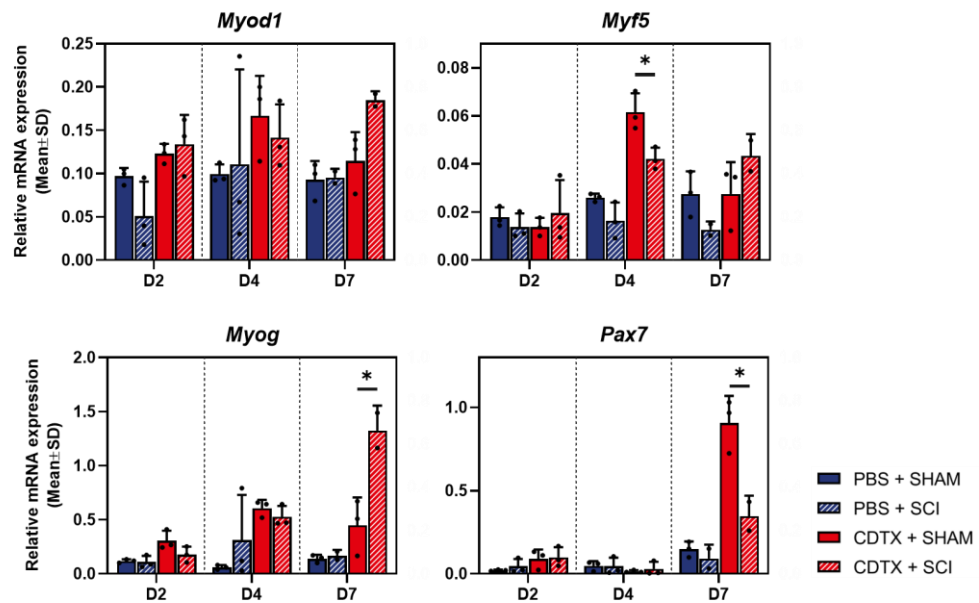 Myod1
Relative mRNA expression
(Mean±SD)
0.25
0.20
0.15
0.10
0.05
0.00
D2 D4 D7
Myf5
0.08
0.06
0.04
0.02
0.00
*
D2 D4 D7
Myog
Relative mRNA expression
(Mean±SD)
2.0
1.5
1.0
0.5
0.0
*
D2 D4 D7
Pax7
1.0
0.5
0.0
*
D2 D4 D7
PBS + SHAM
PBS + SCI
CDTX + SHAM
CDTX + SCI